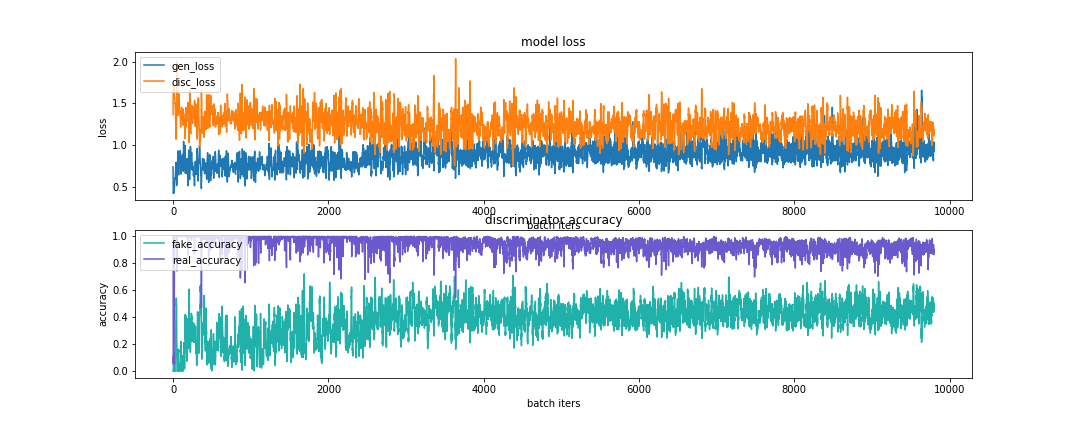 model loss
2.0
1.5
1.0
0.5
loss
gen_loss
disc_loss
0 2000 4000 6000 8000 10000
batch iters
discriminator accuracy
1.0
0.8
0.6
0.4
0.2
0.0
accuracy
fake_accuracy
real_accuracy
0 2000 4000 6000 8000 10000
batch iters